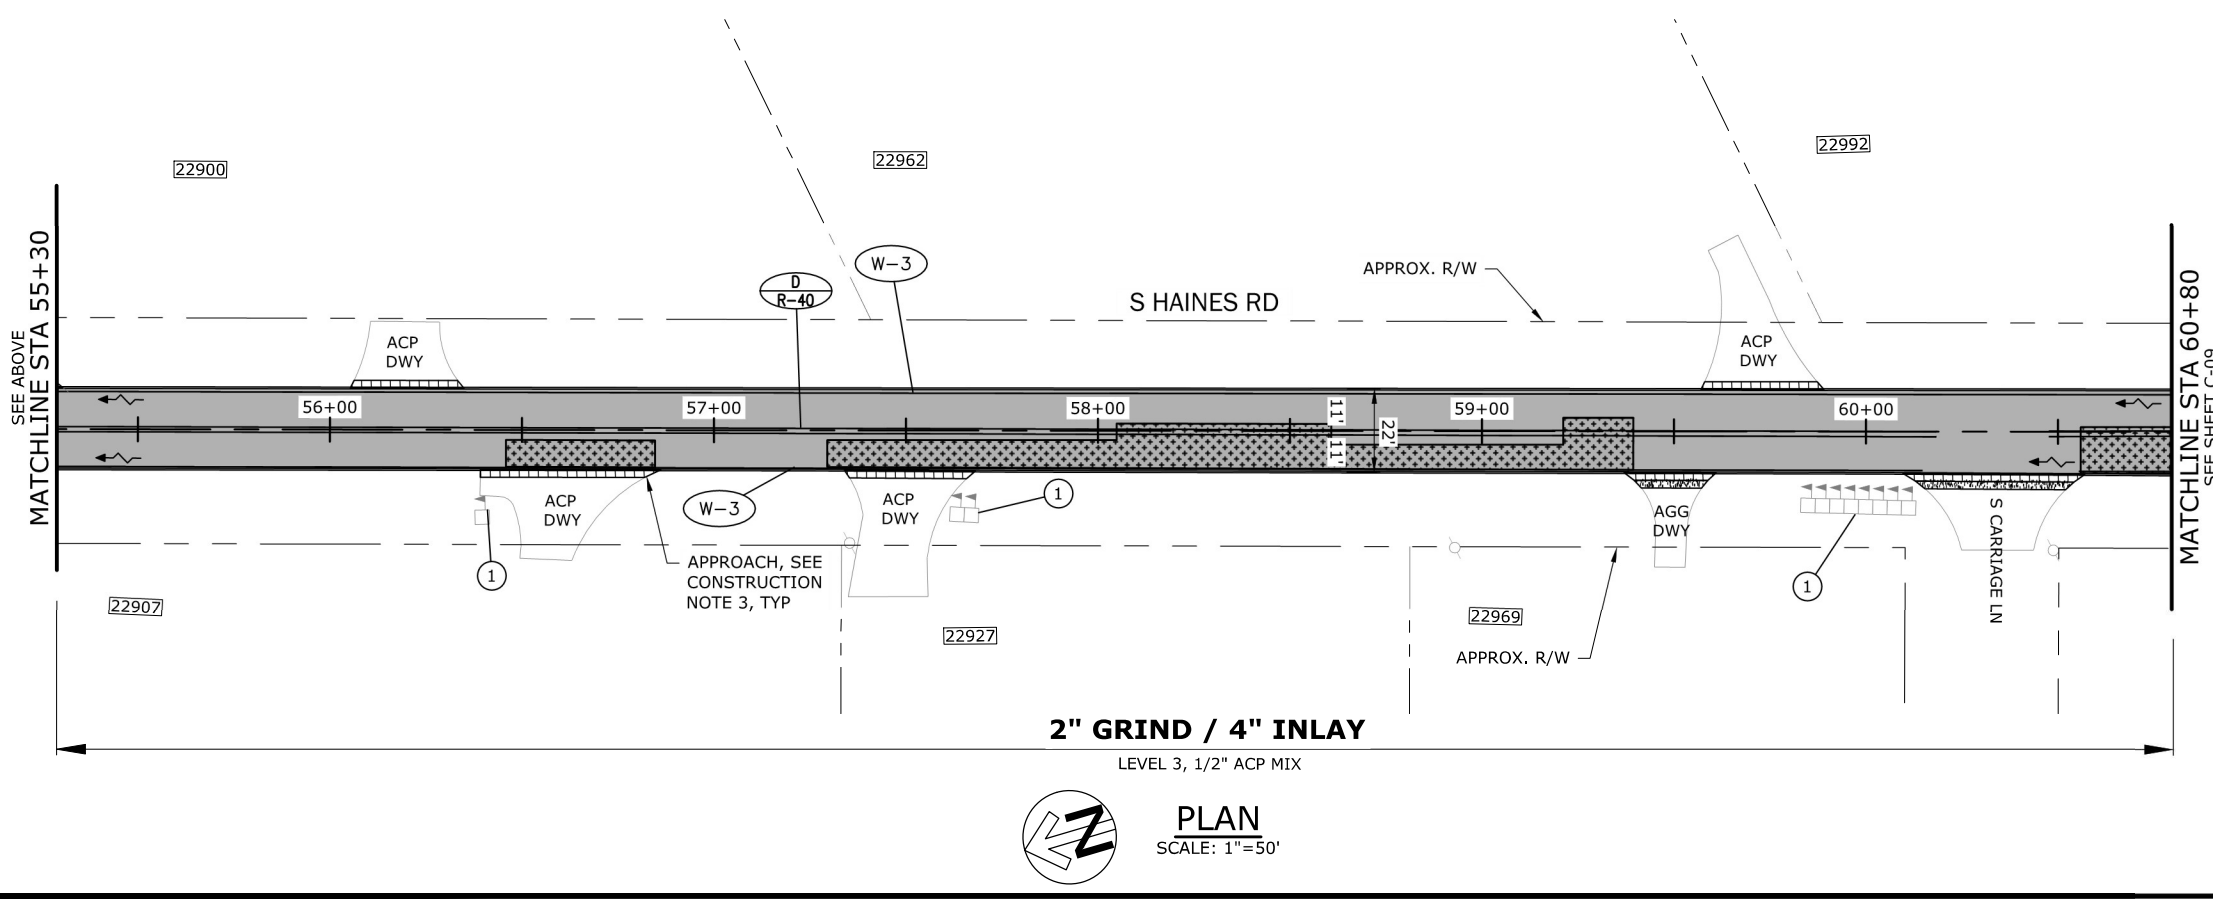 22900
22962
22992
SEE ABOVE
MATCHLINE STA 55+30
W-3
D
R-40
S HAINES RD
APPROX. R/W
MATCHLINE STA 60+80
SEE SHEET C-09
ACP
DWY
ACP
DWY
56+00
57+00
58+00
59+00
60+00
11'
11'
22'
ACP
DWY
W-3
ACP
DWY
1
AGG
DWY
S CARRIAGE LN
1
APPROACH, SEE
CONSTRUCTION
NOTE 3, TYP
1
22907
22927
22969
APPROX. R/W
2" GRIND / 4" INLAY
LEVEL 3, 1/2" ACP MIX
N
PLAN
SCALE: 1"=50'